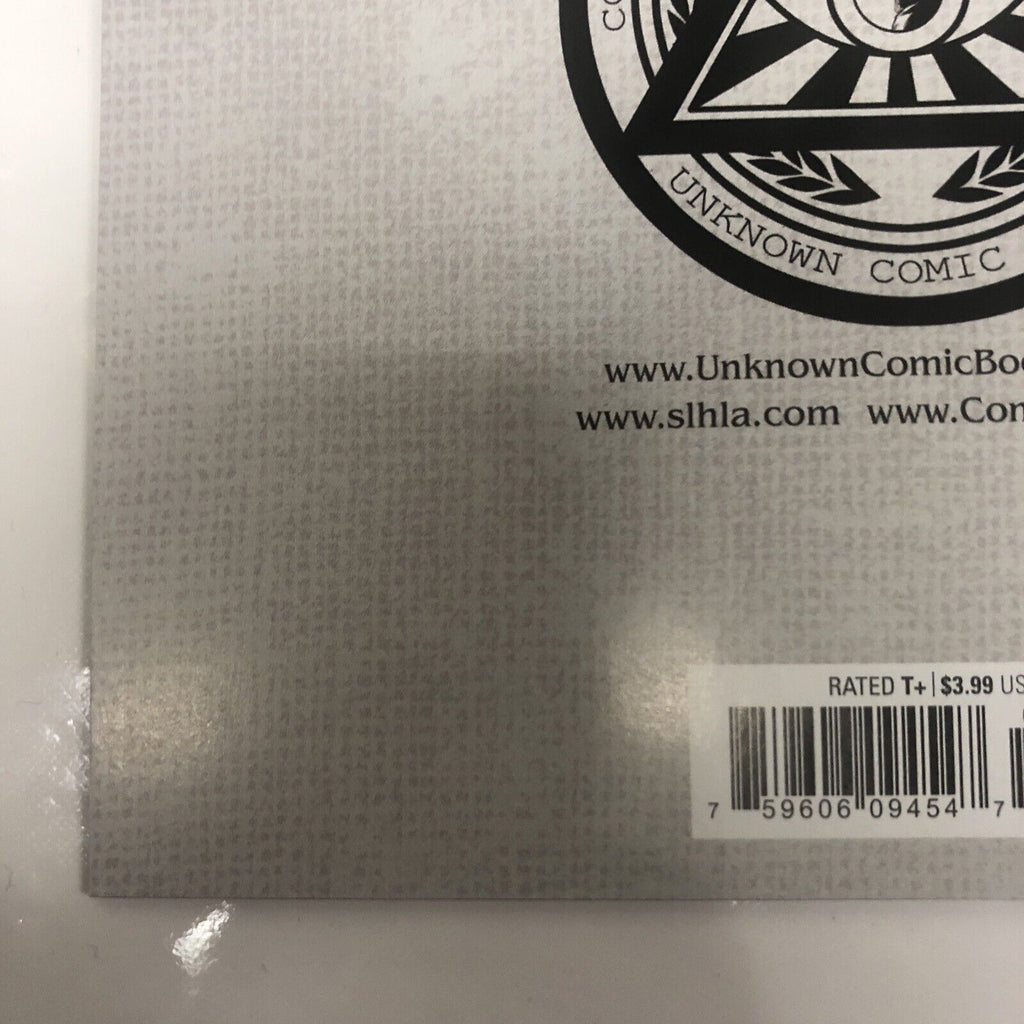 UNKNOWN COMIC
www.UnknownComicBoo
www.slhla.com www.Com
RATED T+ | $3.99 US
7 59606 09454 7